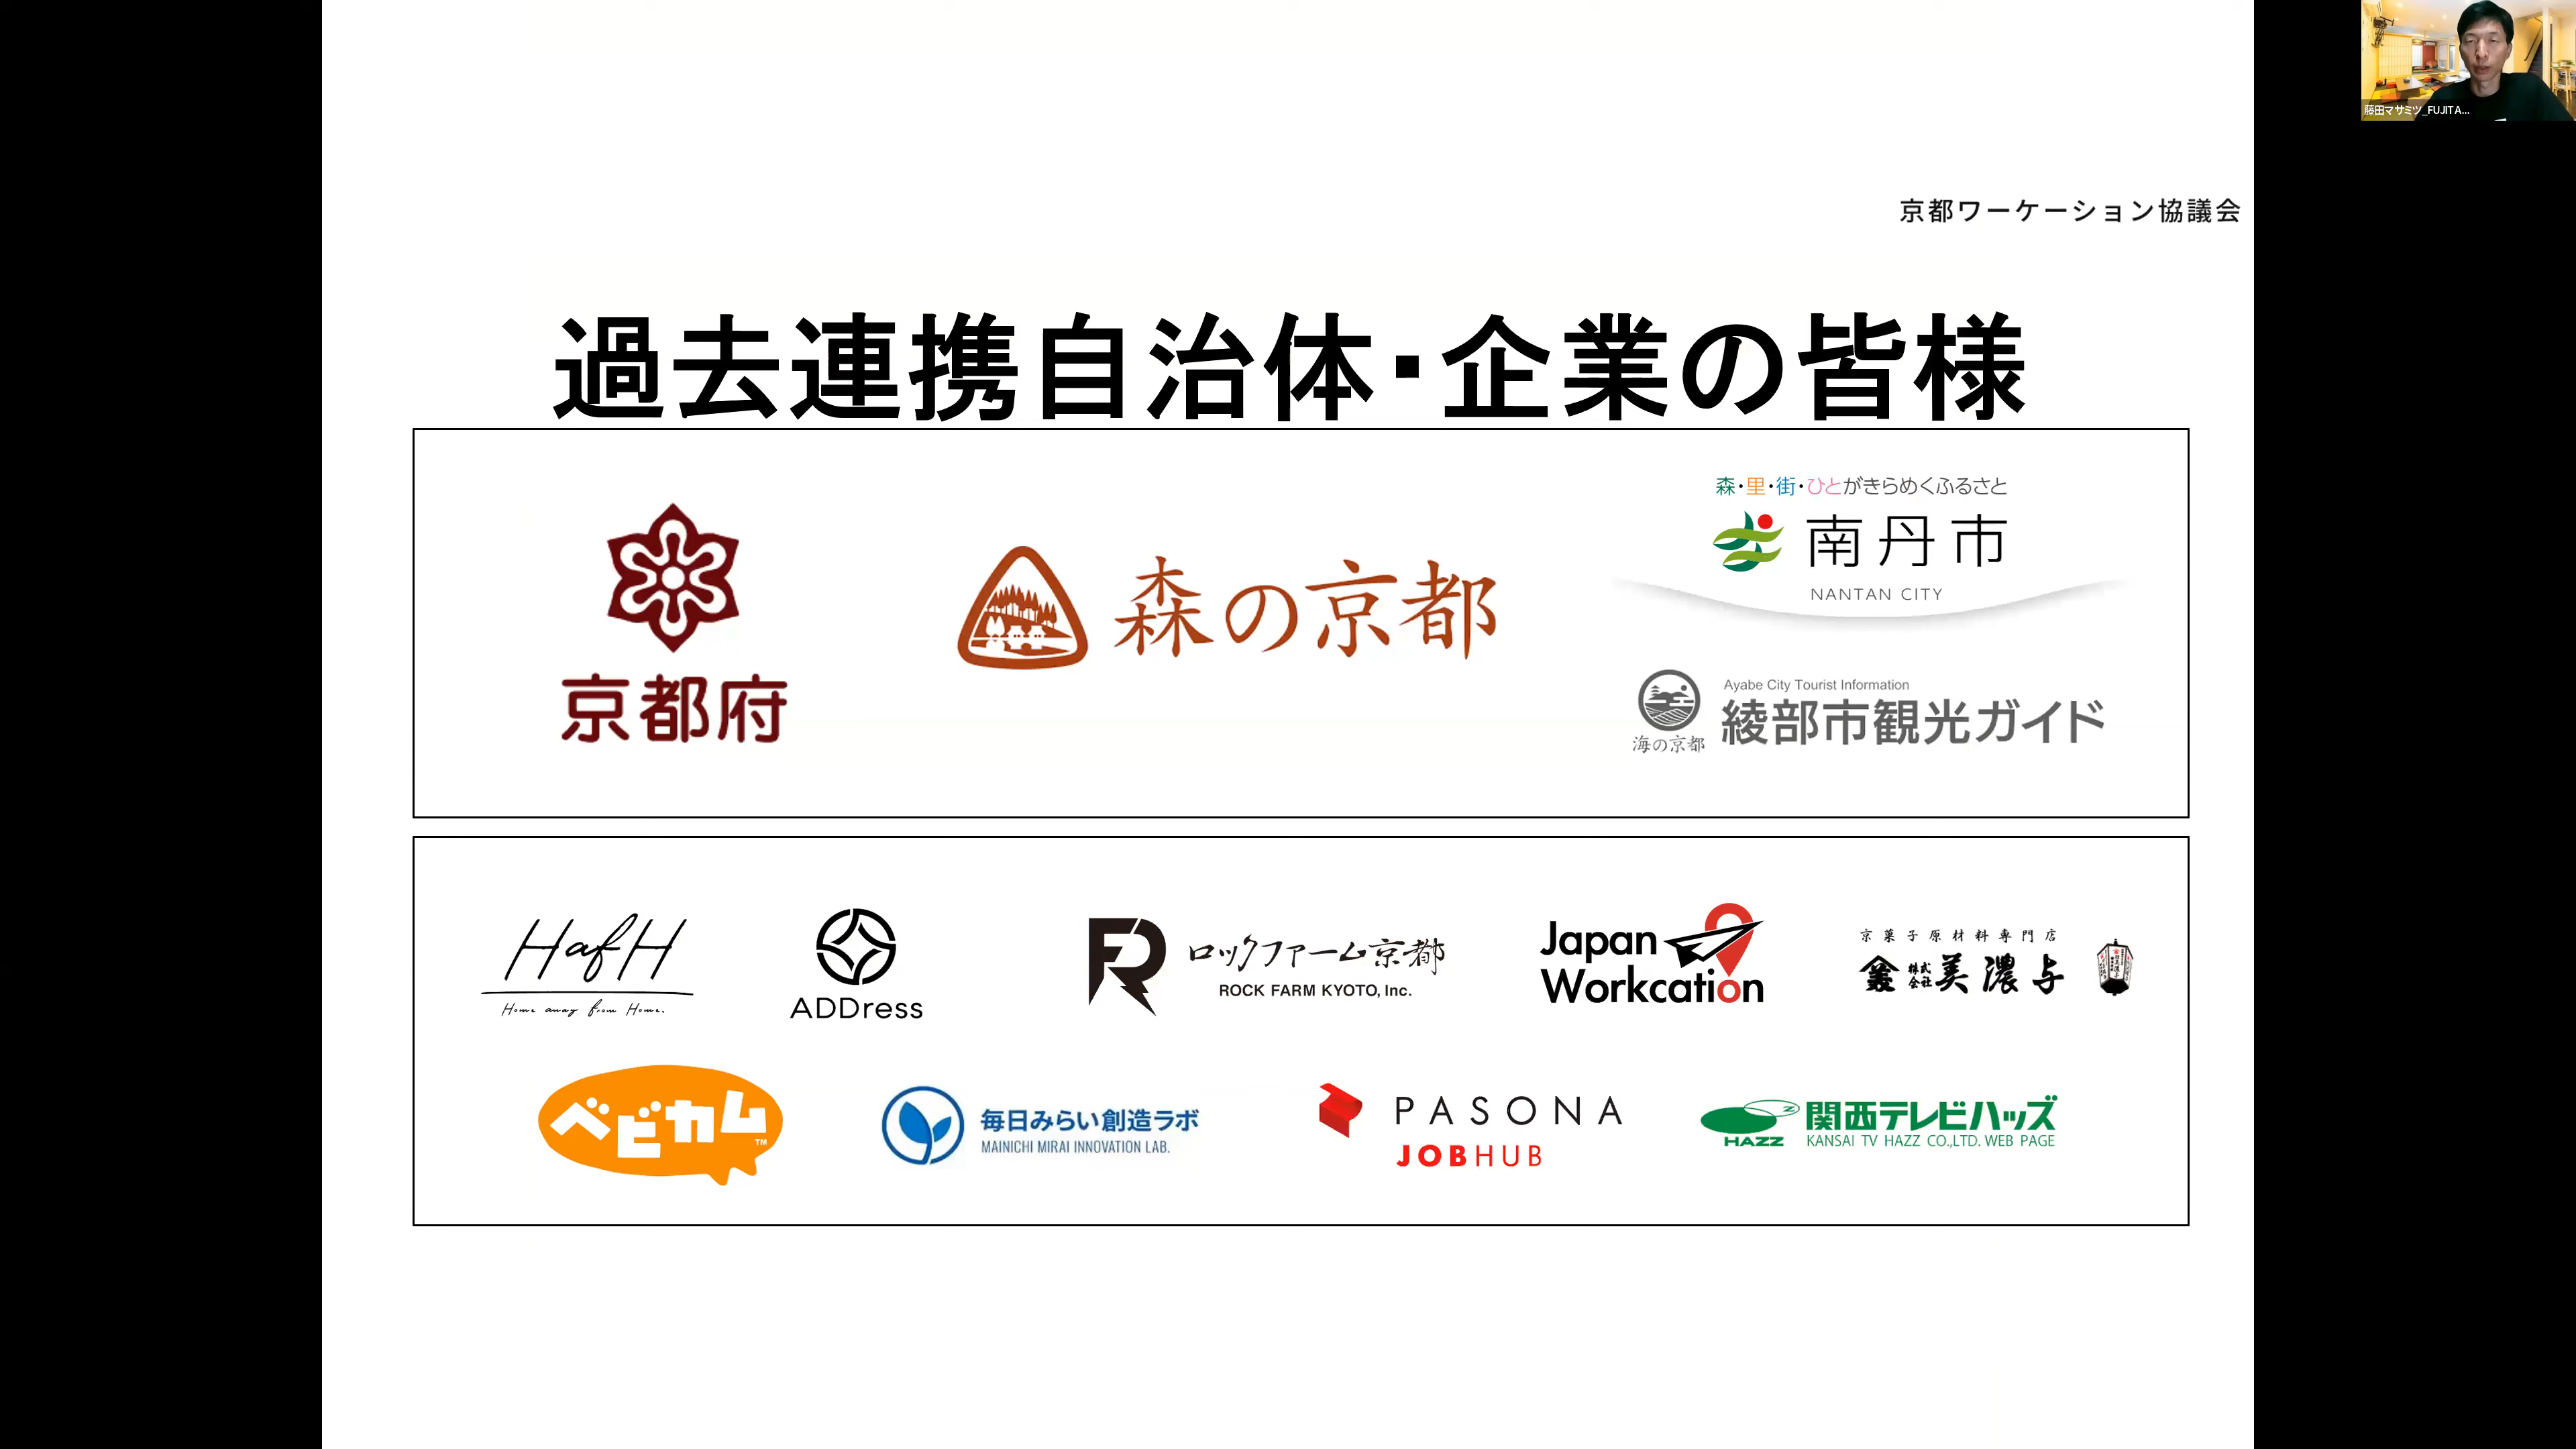 藤田マサミツ_FUJITA...
京都ワーケーション協議会
過去連携自治体・企業の皆様
京都府
森の京都
森・里・街・ひとがきらめくふるさと
南丹市
NANTAN CITY
海の京都
Ayabe City Tourist Information
綾部市観光ガイド
HafH
Home away from Home.
ADDress
ロックファーム京都
ROCK FARM KYOTO, Inc.
Japan
Workcation
京菓子原材料専門店
株式会社美濃与
ベビカム
TM
毎日みらい創造ラボ
MAINICHI MIRAI INNOVATION LAB.
PASONA
JOB HUB
HAZZ
関西テレビハッズ
KANSAI TV HAZZ CO.,LTD. WEB PAGE